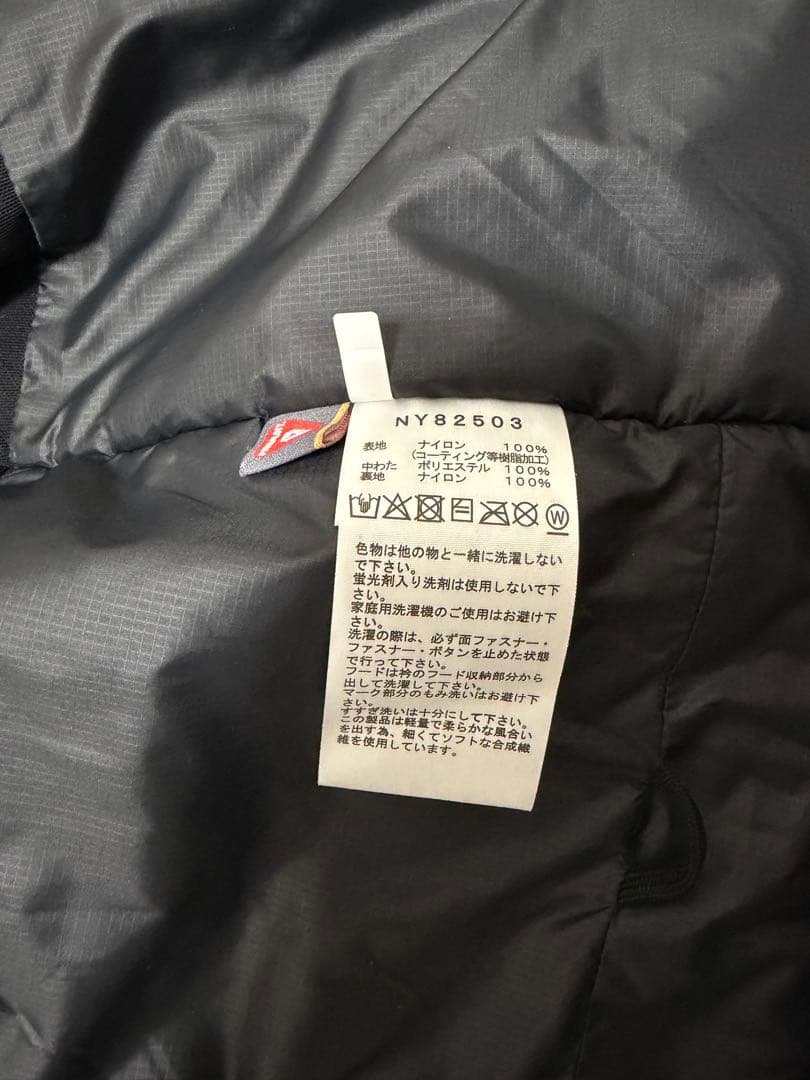 NY82503
表地 ナイロン 100%
(コーティング等樹脂加工)
中わた ポリエステル 100%
裏地 ナイロン 100%
W
色物は他の物と一緒に洗濯しない
で下さい。
蛍光剤入り洗剤は使用しないで下
さい。
家庭用洗濯機のご使用はお避け下
さい。
洗濯の際は、必ず面ファスナー・
ファスナー・ボタンを止めた状態
で行って下さい。
フードは衿のフード収納部分から
出して洗濯して下さい。
マーク部分のもみ洗いはお避け下
さい。
すすぎ洗いは十分にして下さい。
この製品は軽量で柔らかな風合い
を出す為、細くてソフトな合成繊
維を使用しています。